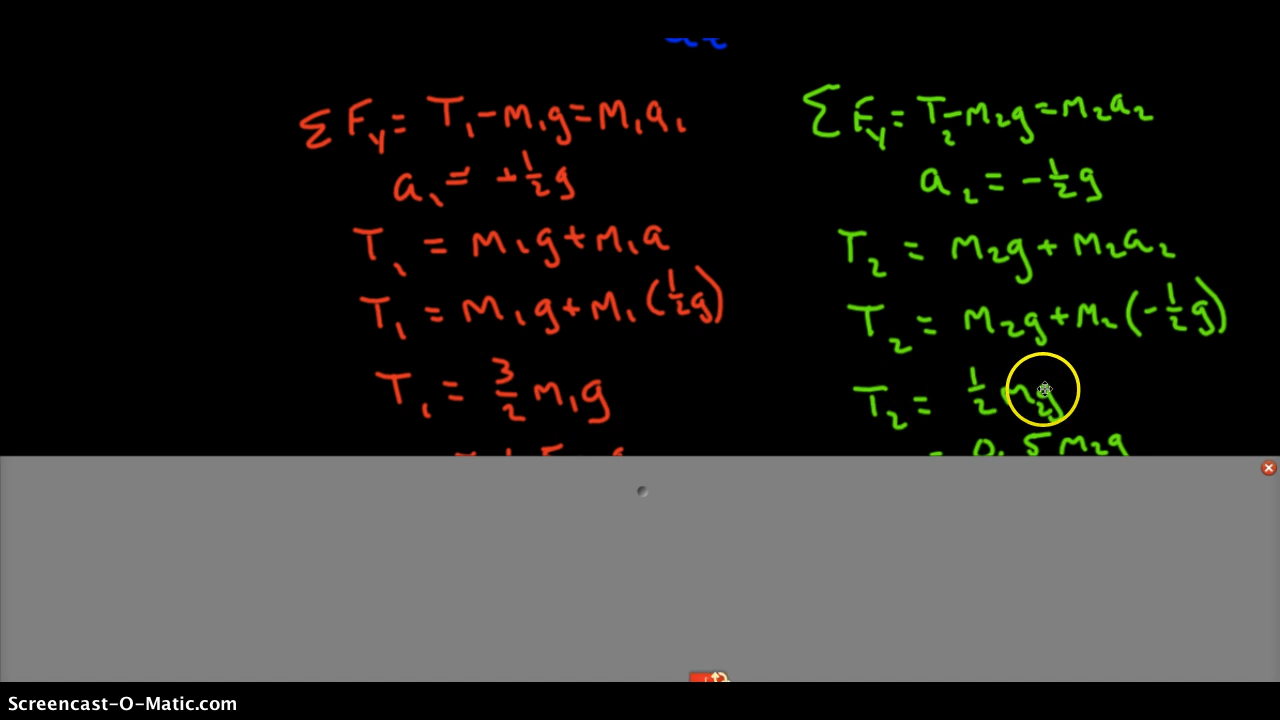 ΣFy = T₁ - m₁g = m₁a₁
a₁ = +½g
T₁ = m₁g + m₁a
T₁ = m₁g + m₁(½g)
T₁ = 3/2 m₁g
ΣFy = T₂ - m₂g = m₂a₂
a₂ = -½g
T₂ = m₂g + m₂a₂
T₂ = m₂g + m₂(-½g)
T₂ = ½ m₂g
= 0.5 m₂g
Screencast-O-Matic.com